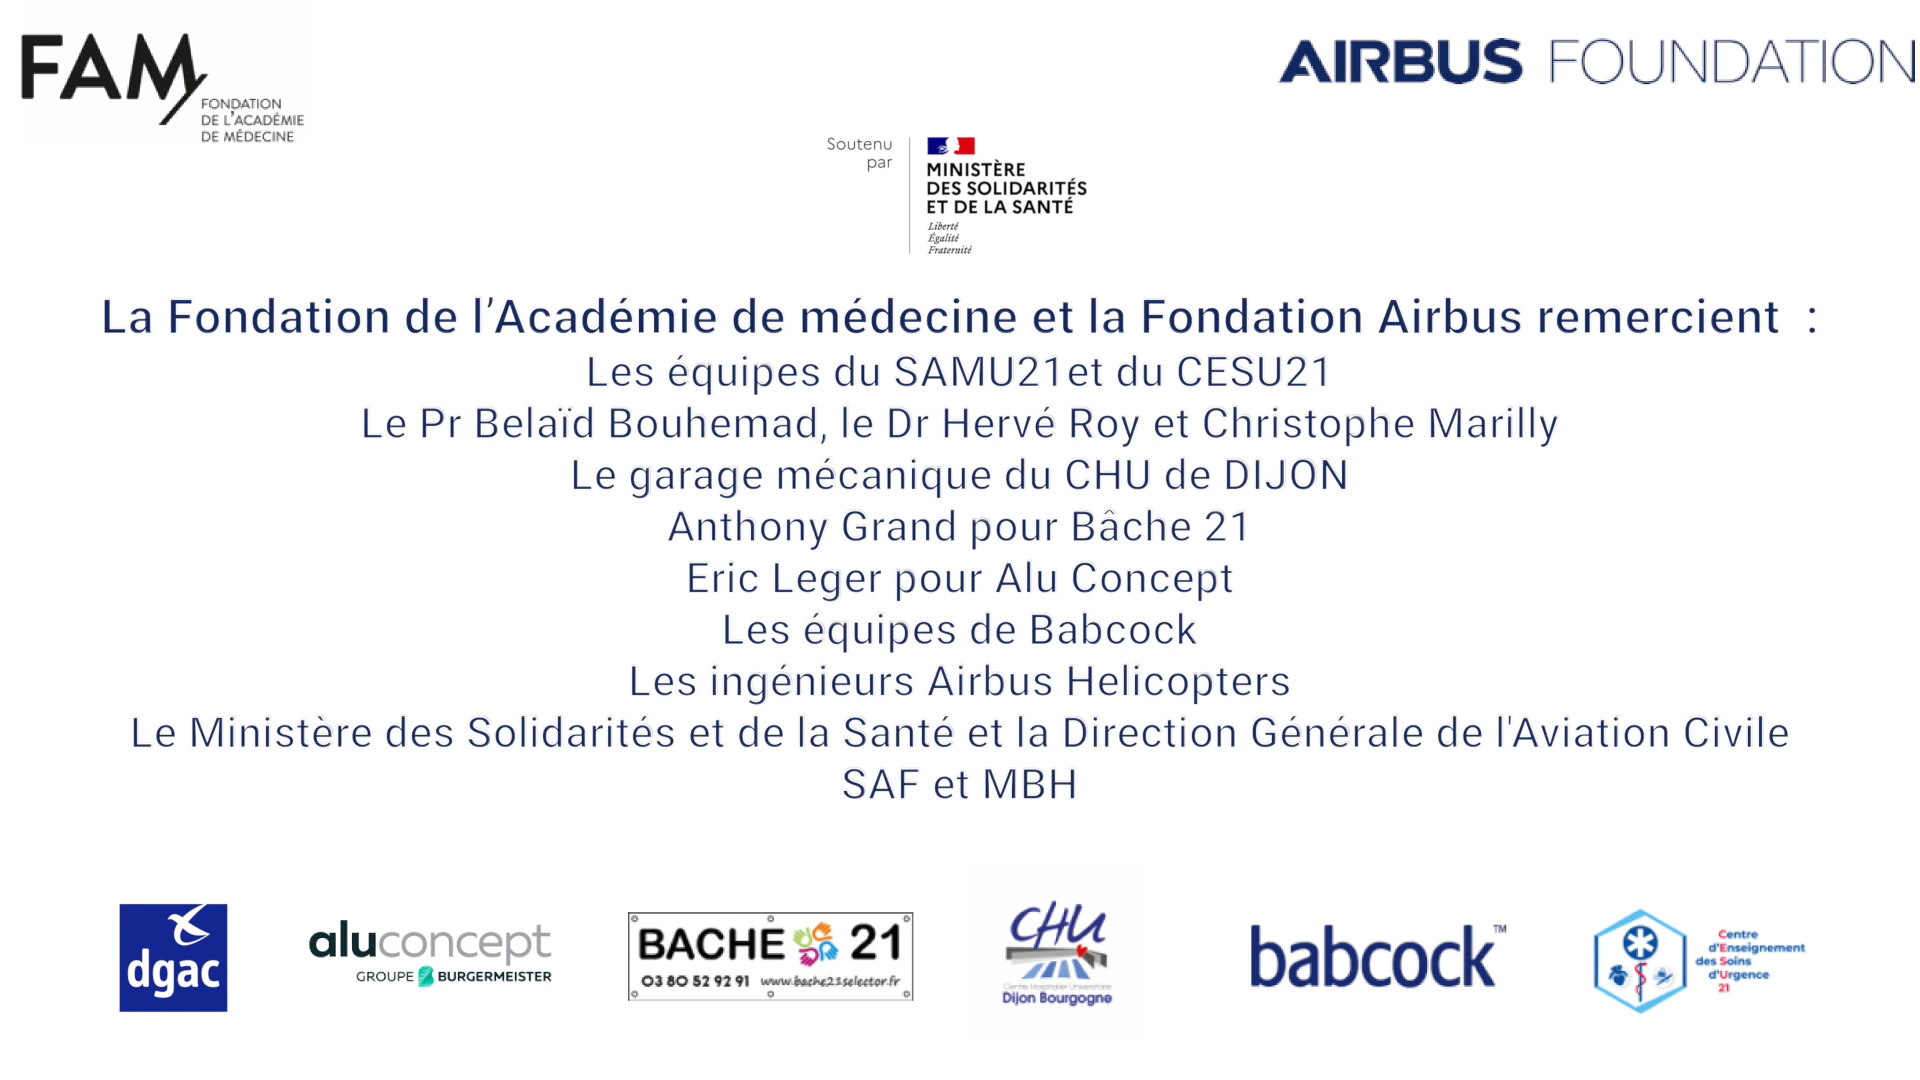 FAM
FONDATION
DE L'ACADÉMIE
DE MÉDECINE
AIRBUS FOUNDATION
Soutenu
par
MINISTÈRE
DES SOLIDARITÉS
ET DE LA SANTÉ
Liberté
Égalité
Fraternité
La Fondation de l’Académie de médecine et la Fondation Airbus remercient :
Les équipes du SAMU21et du CESU21
Le Pr Belaïd Bouhemad, le Dr Hervé Roy et Christophe Marilly
Le garage mécanique du CHU de DIJON
Anthony Grand pour Bâche 21
Eric Leger pour Alu Concept
Les équipes de Babcock
Les ingénieurs Airbus Helicopters
Le Ministère des Solidarités et de la Santé et la Direction Générale de l'Aviation Civile
SAF et MBH
dgac
aluconcept
GROUPE BURGERMEISTER
BACHE 21
03 80 52 92 91 www.bache21selector.fr
CHU
Centre Hospitalier Universitaire
Dijon Bourgogne
babcock™
Centre
d'Enseignement
des Soins
d'Urgence
21